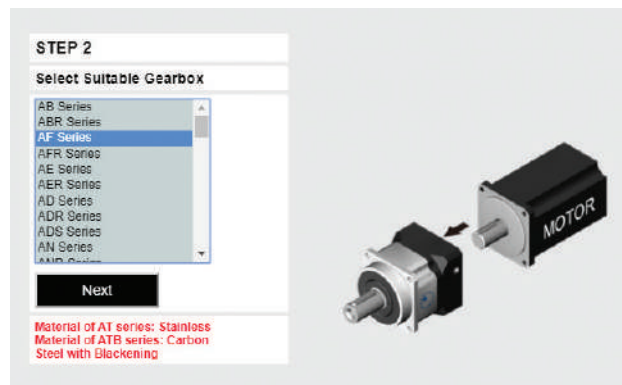 STEP 2
Select Suitable Gearbox
AB Series
ABR Series
AF Series
AFR Series
AE Series
AER Series
AD Series
ADR Series
ADS Series
AN Series
ANR Series
Next
Material of AT series: Stainless
Material of ATB series: Carbon
Steel with Blackening
MOTOR